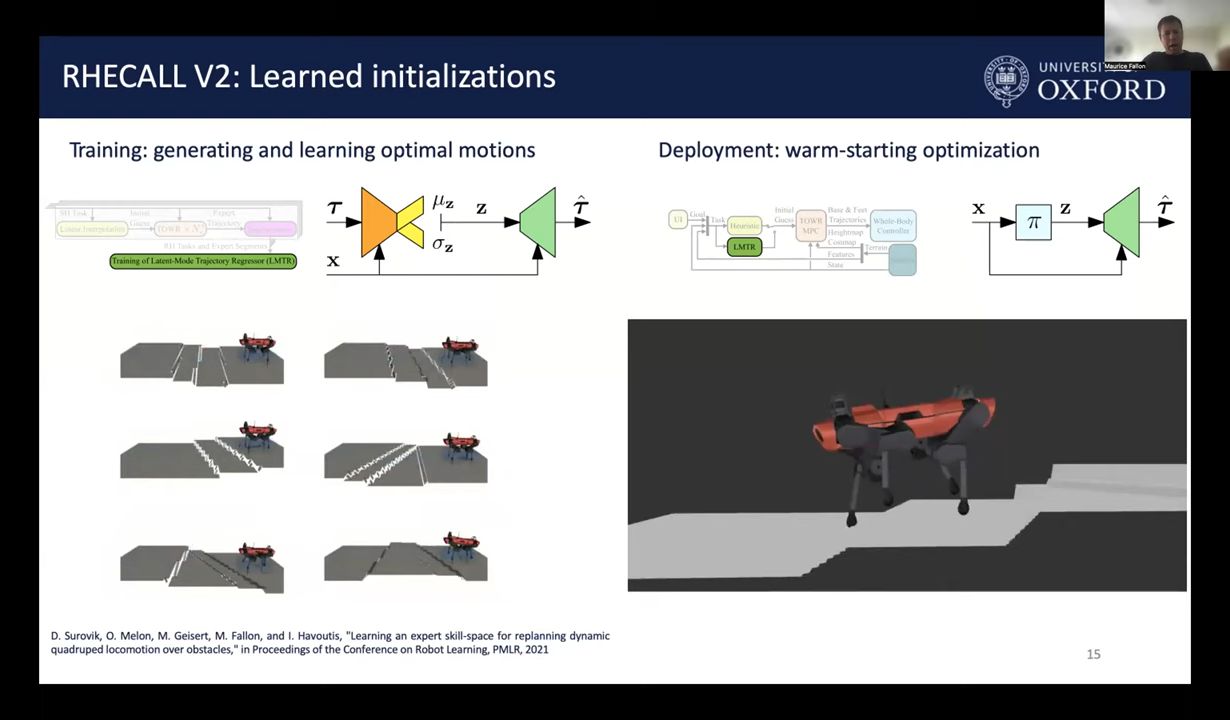 Maurice Fallon
RHECALL V2: Learned initializations
UNIVERSITY OF
OXFORD
Training: generating and learning optimal motions
Deployment: warm-starting optimization
SH Task
Initial
Guess
Expert
Trajectory
Linear Interpolation
TOWR × N
RH Tasks and Expert Segments
Training of Latent-Mode Trajectory Regressor (LMTR)
τ
μz
σz
z
τ̂
x
UI
Goal
Task
Heuristic
LMTR
Initial
Guess
TOWR
MPC
Base & Feet
Trajectories
Whole-Body
Controller
Heightmap
Costmap
Features
Terrain
State
x
π
z
τ̂
D. Surovik, O. Melon, M. Geisert, M. Fallon, and I. Havoutis, "Learning an expert skill-space for replanning dynamic
quadruped locomotion over obstacles," in Proceedings of the Conference on Robot Learning, PMLR, 2021
15